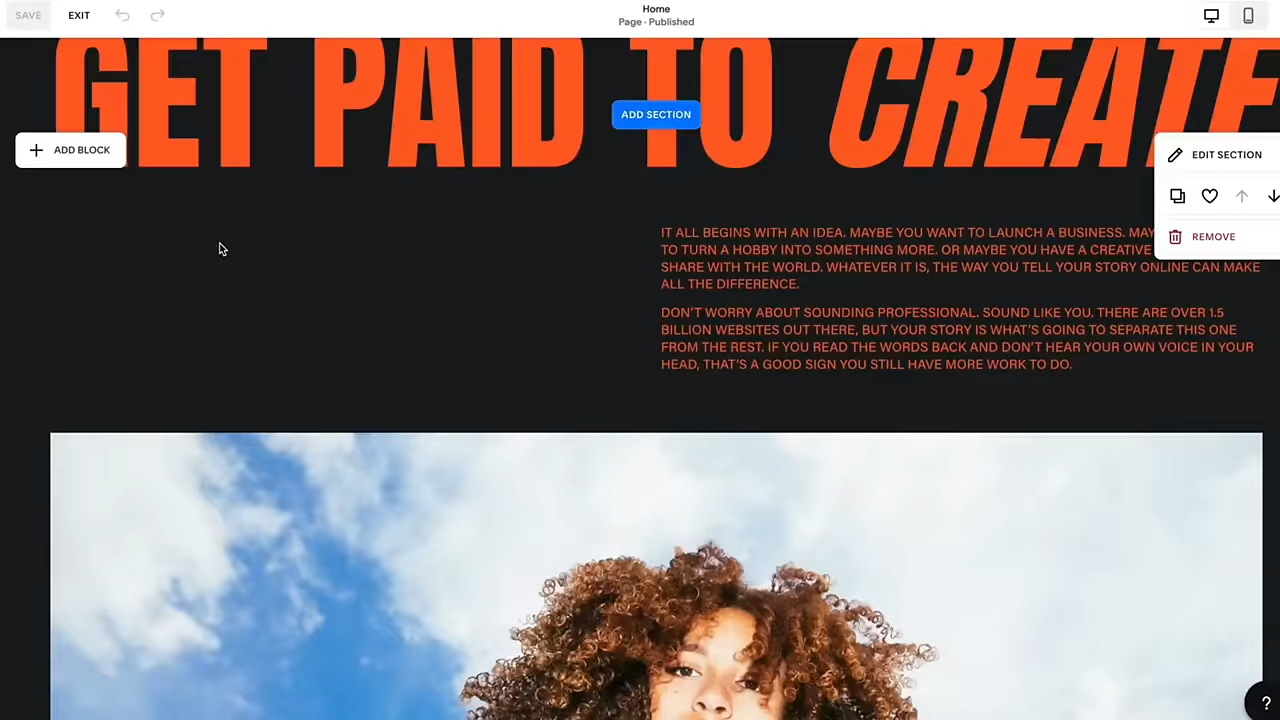 SAVE EXIT Home
Page · Published
GET PAID TO CREATE
ADD SECTION
ADD BLOCK
EDIT SECTION
REMOVE
IT ALL BEGINS WITH AN IDEA. MAYBE YOU WANT TO LAUNCH A BUSINESS.
TO TURN A HOBBY INTO SOMETHING MORE. OR MAYBE YOU HAVE A CREATIVE
SHARE WITH THE WORLD. WHATEVER IT IS, THE WAY YOU TELL YOUR STORY ONLINE CAN MAKE
ALL THE DIFFERENCE.
DON'T WORRY ABOUT SOUNDING PROFESSIONAL. SOUND LIKE YOU. THERE ARE OVER 1.5
BILLION WEBSITES OUT THERE, BUT YOUR STORY IS WHAT'S GOING TO SEPARATE THIS ONE
FROM THE REST. IF YOU READ THE WORDS BACK AND DON'T HEAR YOUR OWN VOICE IN YOUR
HEAD, THAT'S A GOOD SIGN YOU STILL HAVE MORE WORK TO DO.
?